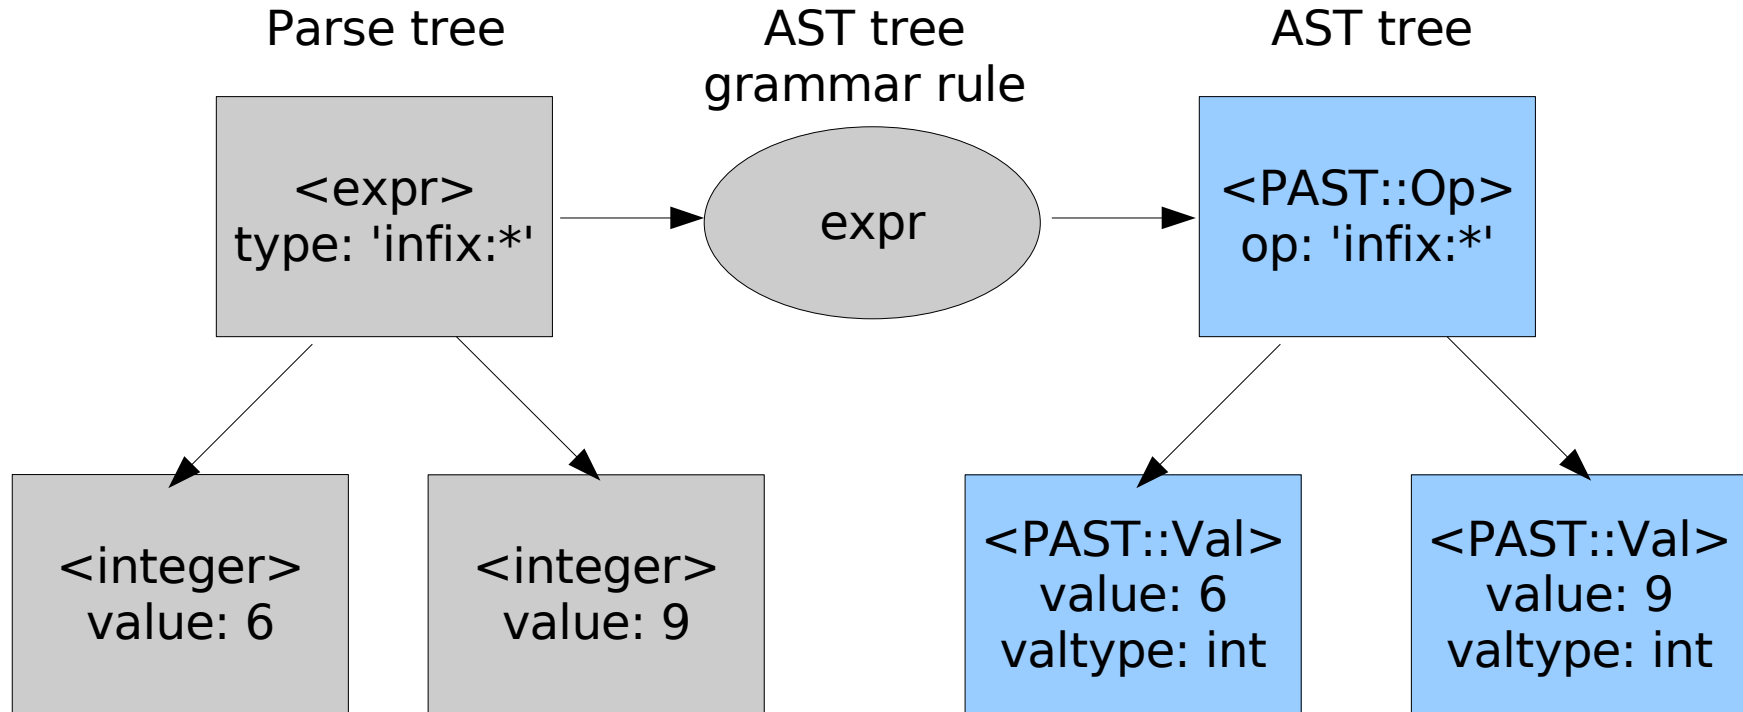 Parse tree
AST tree
grammar rule
AST tree
<expr>
type: 'infix:*'
expr
<PAST::Op>
op: 'infix:*'
<integer>
value: 6
<integer>
value: 9
<PAST::Val>
value: 6
valtype: int
<PAST::Val>
value: 9
valtype: int